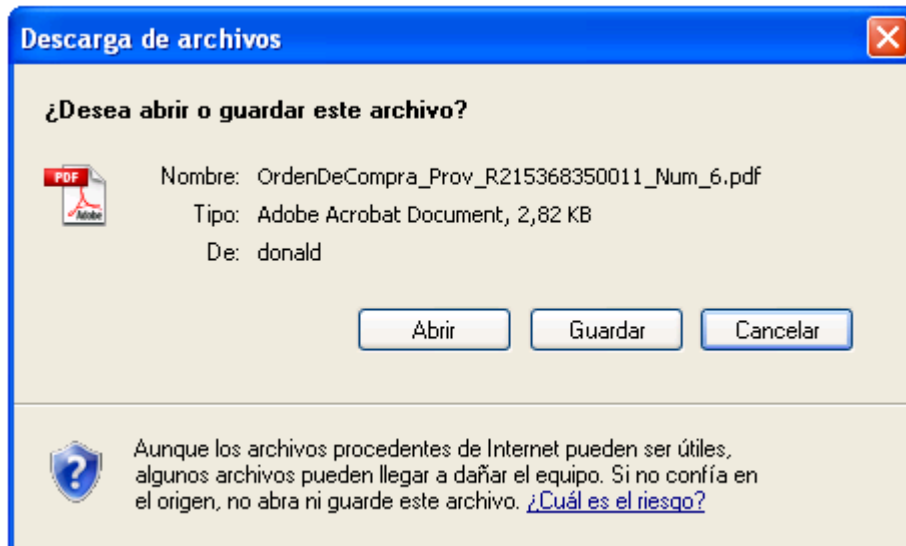 Descarga de archivos
¿Desea abrir o guardar este archivo?
PDF
Adobe
Nombre: OrdenDeCompra_Prov_R215368350011_Num_6.pdf
Tipo: Adobe Acrobat Document, 2,82 KB
De: donald
Abrir Guardar Cancelar
Aunque los archivos procedentes de Internet pueden ser útiles,
algunos archivos pueden llegar a dañar el equipo. Si no confía en
el origen, no abra ni guarde este archivo. ¿Cuál es el riesgo?